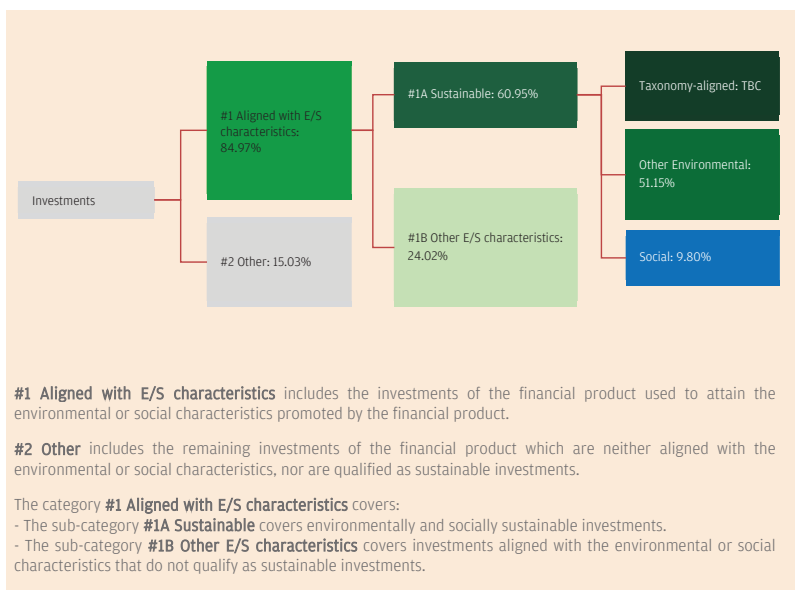 Investments
#1 Aligned with E/S
characteristics:
84.97%
#2 Other: 15.03%
#1A Sustainable: 60.95%
#1B Other E/S characteristics:
24.02%
Taxonomy-aligned: TBC
Other Environmental:
51.15%
Social: 9.80%
#1 Aligned with E/S characteristics includes the investments of the financial product used to attain the
environmental or social characteristics promoted by the financial product.
#2 Other includes the remaining investments of the financial product which are neither aligned with the
environmental or social characteristics, nor are qualified as sustainable investments.
The category #1 Aligned with E/S characteristics covers:
- The sub-category #1A Sustainable covers environmentally and socially sustainable investments.
- The sub-category #1B Other E/S characteristics covers investments aligned with the environmental or social
characteristics that do not qualify as sustainable investments.